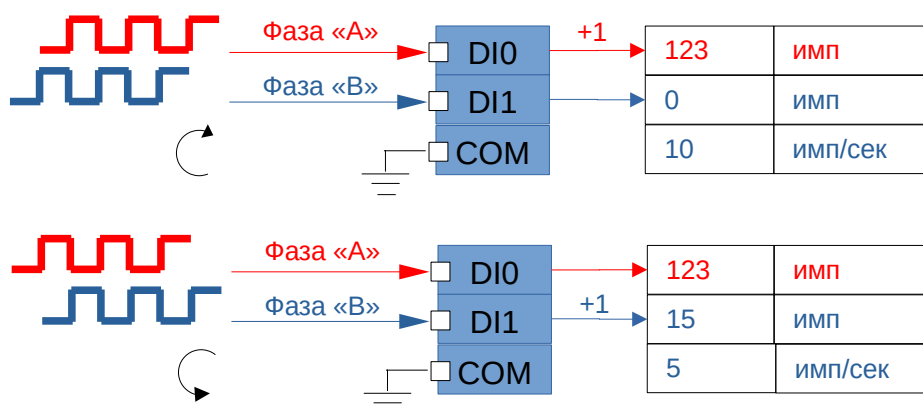 Фаза «A» DI0 +1 123 имп
Фаза «B» DI1 0 имп
COM 10 имп/сек
Фаза «A» DI0 123 имп
Фаза «B» DI1 +1 15 имп
COM 5 имп/сек